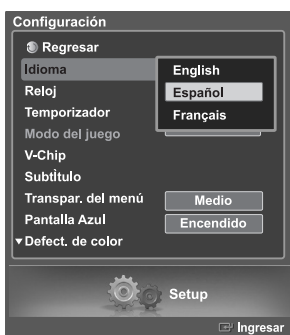 Configuración
Regresar
Idioma
English
Reloj
Español
Temporizador
Français
Modo del juego
V-Chip
Subtítulo
Transpar. del menú Medio
Pantalla Azul Encendido
▼Defect. de color
Setup
Ingresar